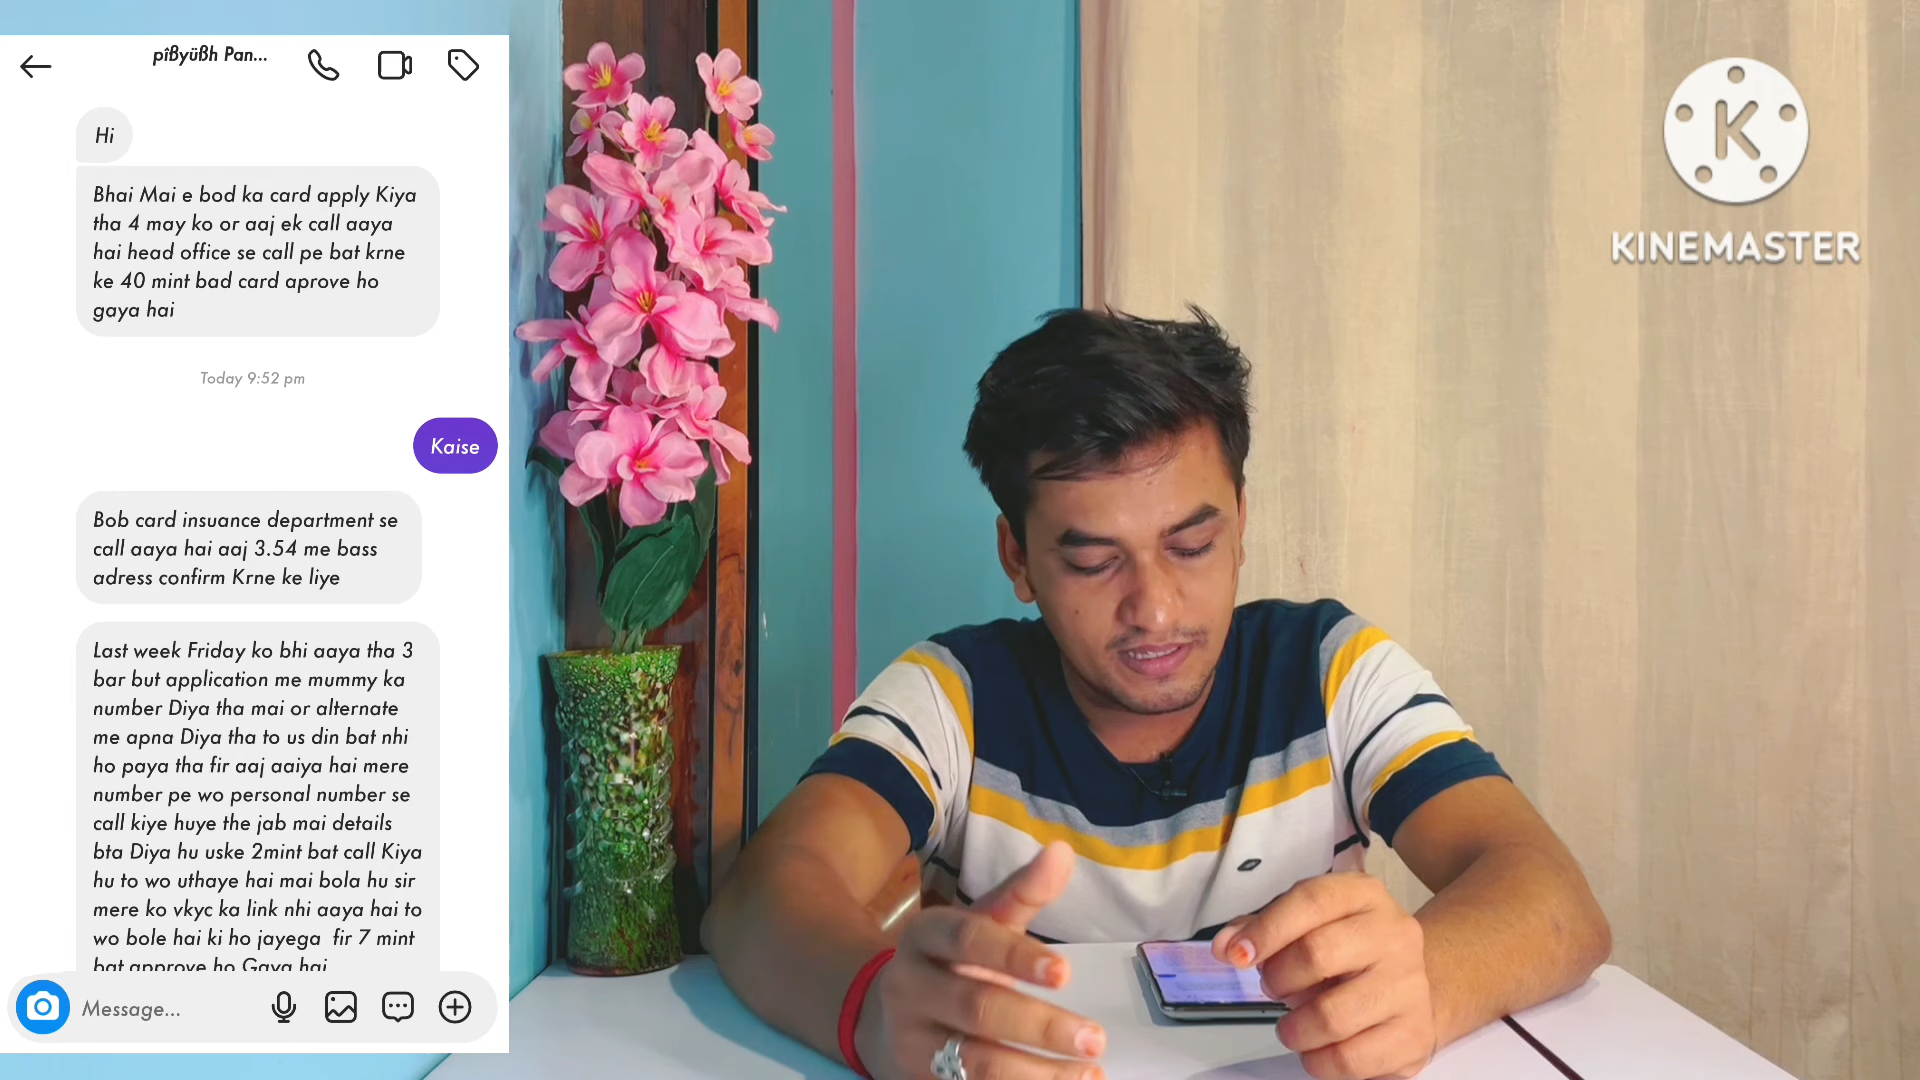 pîßyüßh Pan...
Hi
Bhai Mai e bod ka card apply Kiya
tha 4 may ko or aaj ek call aaya
hai head office se call pe bat krne
ke 40 mint bad card aprove ho
gaya hai
Today 9:52 pm
Kaise
Bob card insuance department se
call aaya hai aaj 3.54 me bass
adress confirm Krne ke liye
Last week Friday ko bhi aaya tha 3
bar but application me mummy ka
number Diya tha mai or alternate
me apna Diya tha to us din bat nhi
ho paya tha fir aaj aaiya hai mere
number pe wo personal number se
call kiye huye the jab mai details
bta Diya hu uske 2mint bat call Kiya
hu to wo uthaye hai mai bola hu sir
mere ko vkyc ka link nhi aaya hai to
wo bole hai ki ho jayega  fir 7 mint
bat approve ho Gaya hai
Message...
K
KINEMASTER